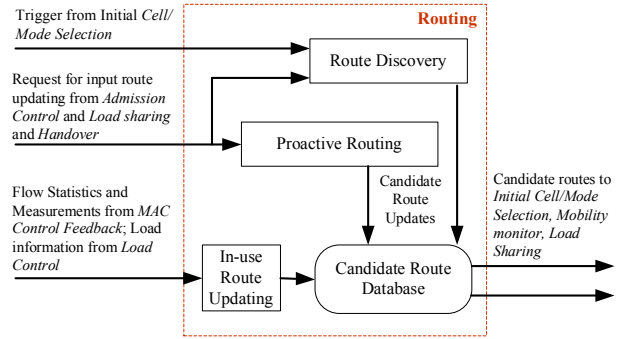 Trigger from Initial Cell/
Mode Selection
Routing
Route Discovery
Request for input route
updating from Admission
Control and Load sharing
and Handover
Proactive Routing
Candidate
Route
Updates
Flow Statistics and
Measurements from MAC
Control Feedback; Load
information from Load
Control
In-use
Route
Updating
Candidate Route
Database
Candidate routes to
Initial Cell/Mode
Selection, Mobility
monitor, Load
Sharing